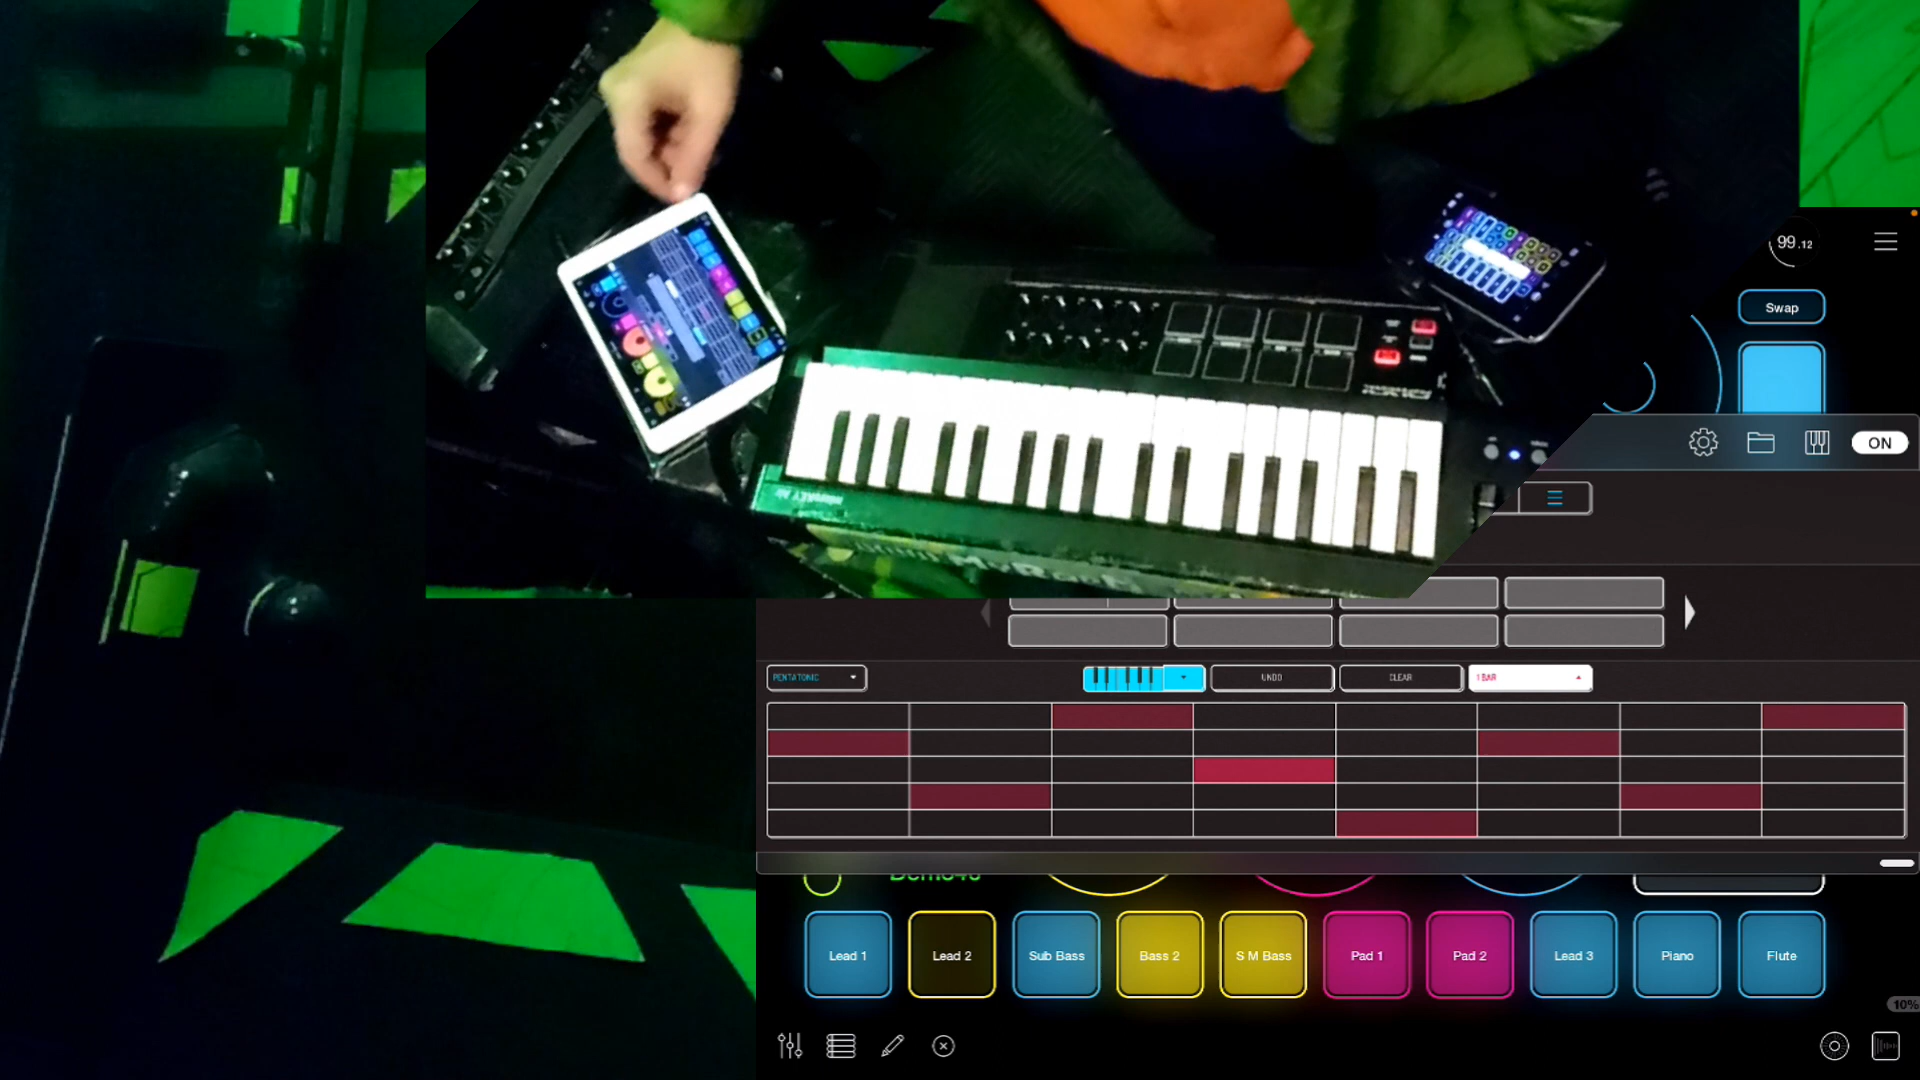 99.12
Swap
ON
PENTATONIC
UNDO
CLEAR
1 BAR
Lead 1
Lead 2
Sub Bass
Bass 2
S M Bass
Pad 1
Pad 2
Lead 3
Piano
Flute
10%